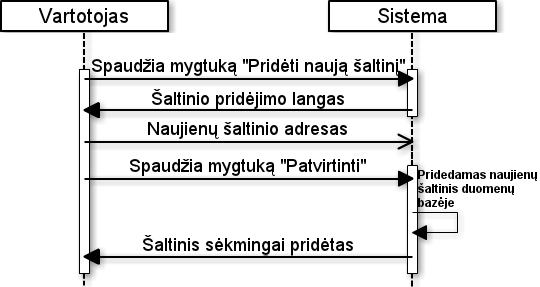 Vartotojas
Sistema
Spaudžia mygtuką "Pridėti naują šaltinį"
Šaltinio pridėjimo langas
Naujienų šaltinio adresas
Spaudžia mygtuką "Patvirtinti"
Pridedamas naujienų
šaltinis duomenų
bazėje
Šaltinis sėkmingai pridėtas